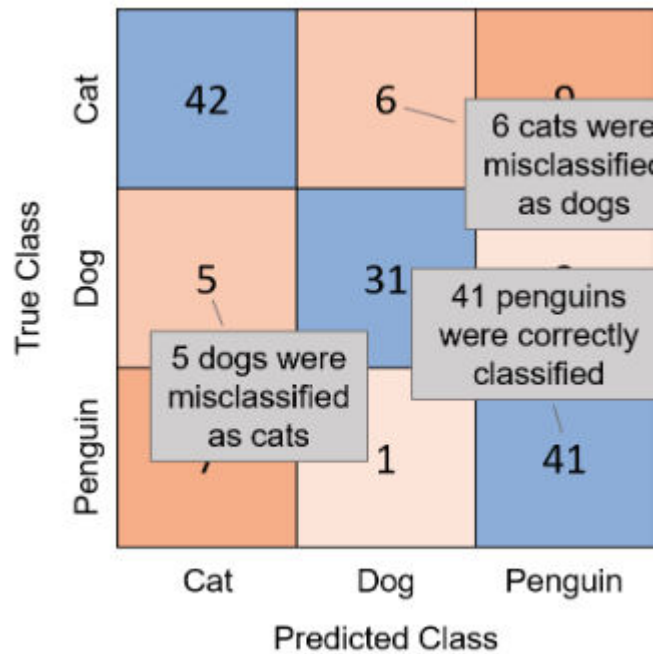 Cat
42
6
6 cats were
misclassified
as dogs
True Class
Dog
5
31
41 penguins
were correctly
classified
5 dogs were
misclassified
as cats
Penguin
1
41
Cat
Dog
Penguin
Predicted Class